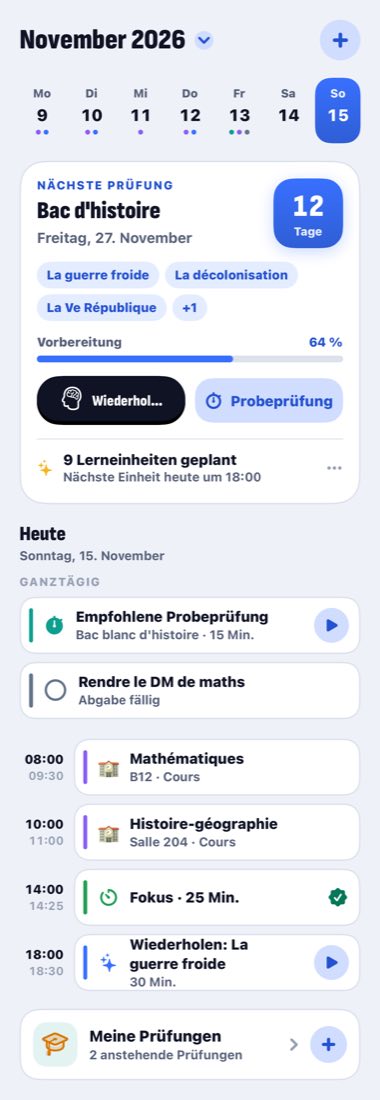 November 2026
Mo Di Mi Do Fr Sa So
9 10 11 12 13 14 15
NÄCHSTE PRÜFUNG
Bac d'histoire
Freitag, 27. November
12
Tage
La guerre froide
La décolonisation
La Ve République
+1
Vorbereitung
64 %
Wiederhol...
Probeprüfung
9 Lerneinheiten geplant
Nächste Einheit heute um 18:00
Heute
Sonntag, 15. November
GANZTÄGIG
Empfohlene Probeprüfung
Bac blanc d'histoire · 15 Min.
Rendre le DM de maths
Abgabe fällig
08:00
09:30
Mathématiques
B12 · Cours
10:00
11:00
Histoire-géographie
Salle 204 · Cours
14:00
14:25
Fokus · 25 Min.
18:00
18:30
Wiederholen: La
guerre froide
30 Min.
Meine Prüfungen
2 anstehende Prüfungen